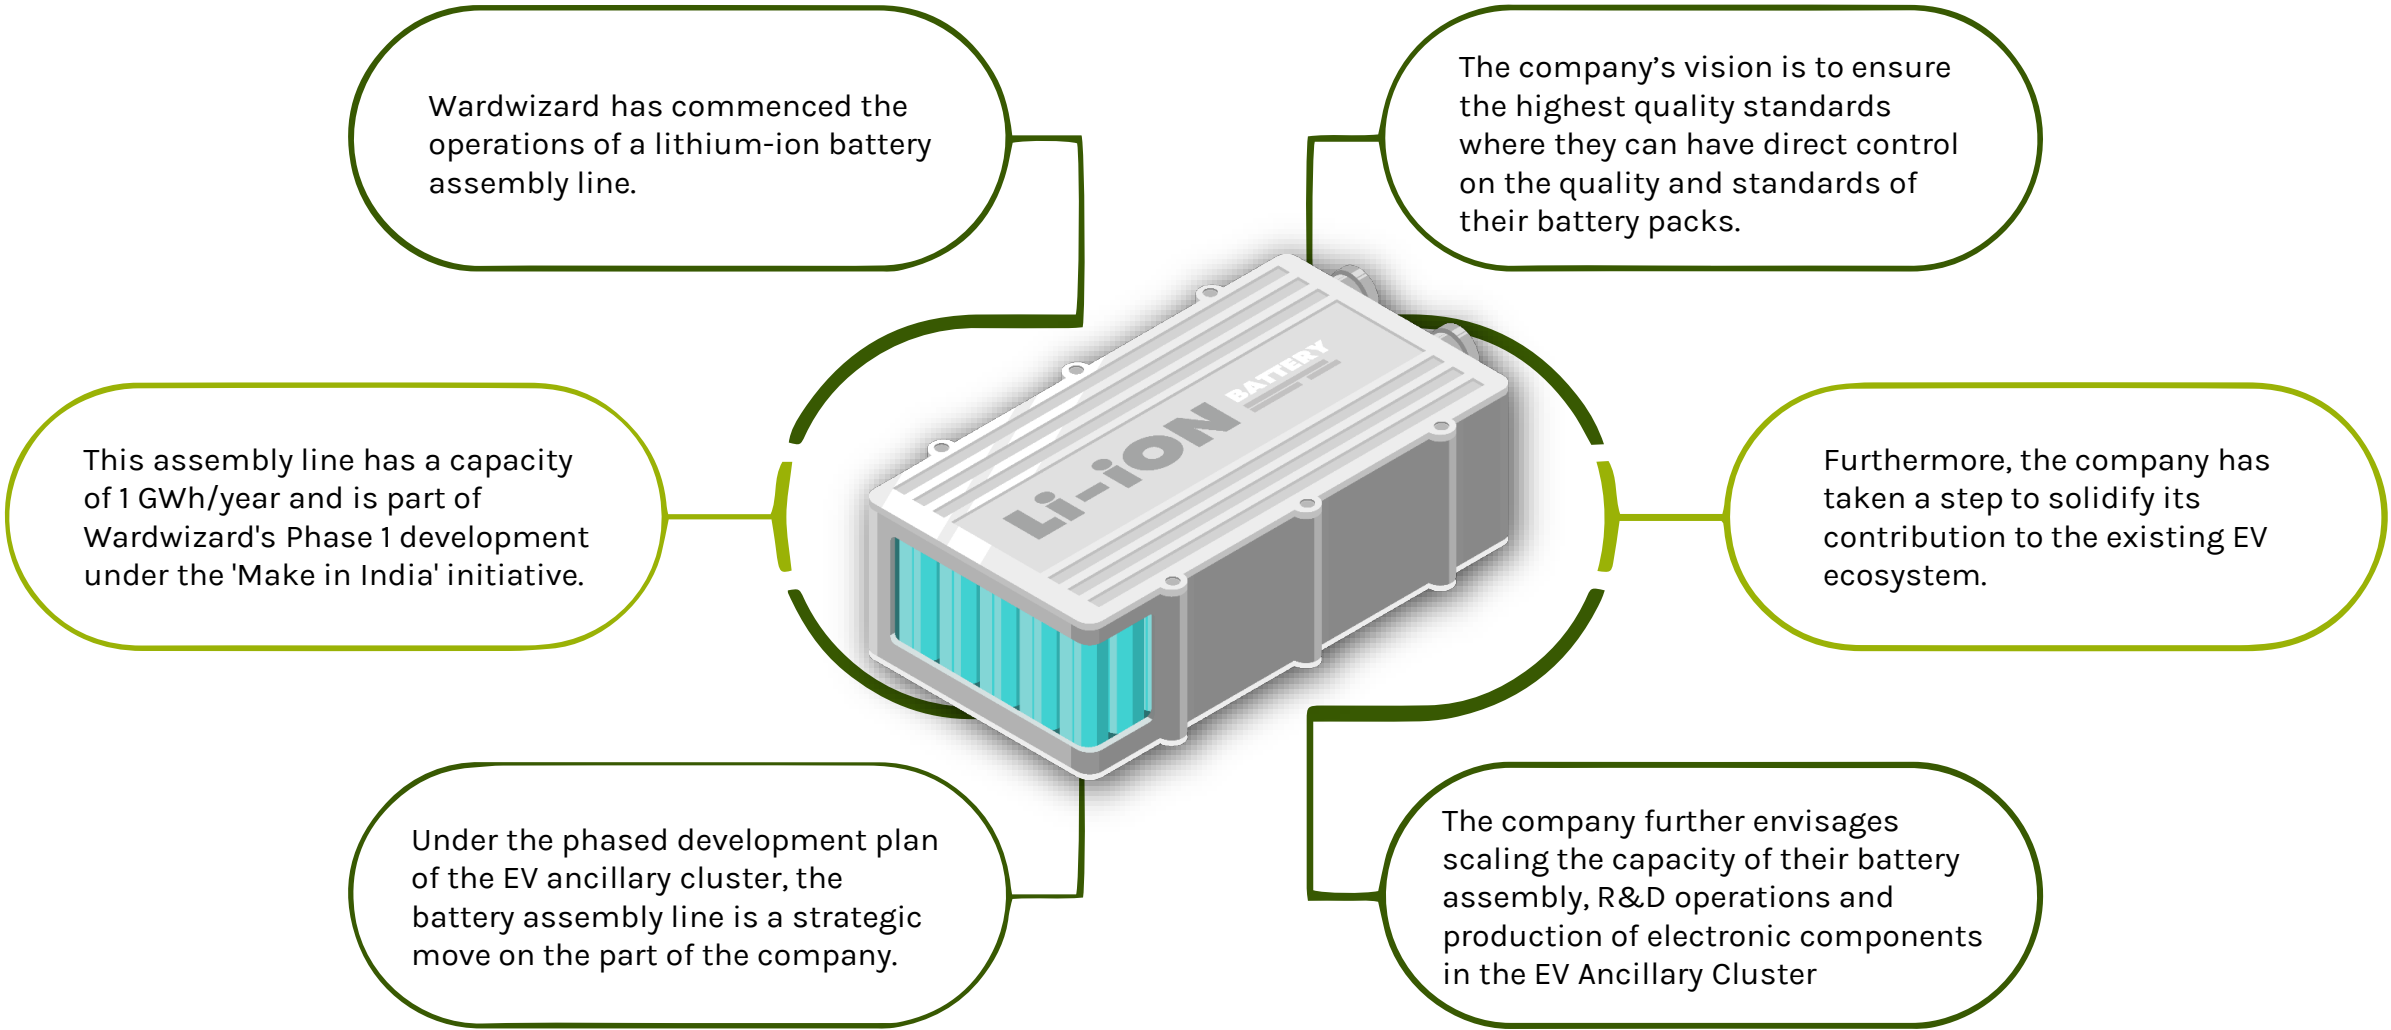 Wardwizard has commenced the
operations of a lithium-ion battery
assembly line.
The company’s vision is to ensure
the highest quality standards
where they can have direct control
on the quality and standards of
their battery packs.
This assembly line has a capacity
of 1 GWh/year and is part of
Wardwizard's Phase 1 development
under the 'Make in India' initiative.
Li-iON BATTERY
Furthermore, the company has
taken a step to solidify its
contribution to the existing EV
ecosystem.
Under the phased development plan
of the EV ancillary cluster, the
battery assembly line is a strategic
move on the part of the company.
The company further envisages
scaling the capacity of their battery
assembly, R&D operations and
production of electronic components
in the EV Ancillary Cluster